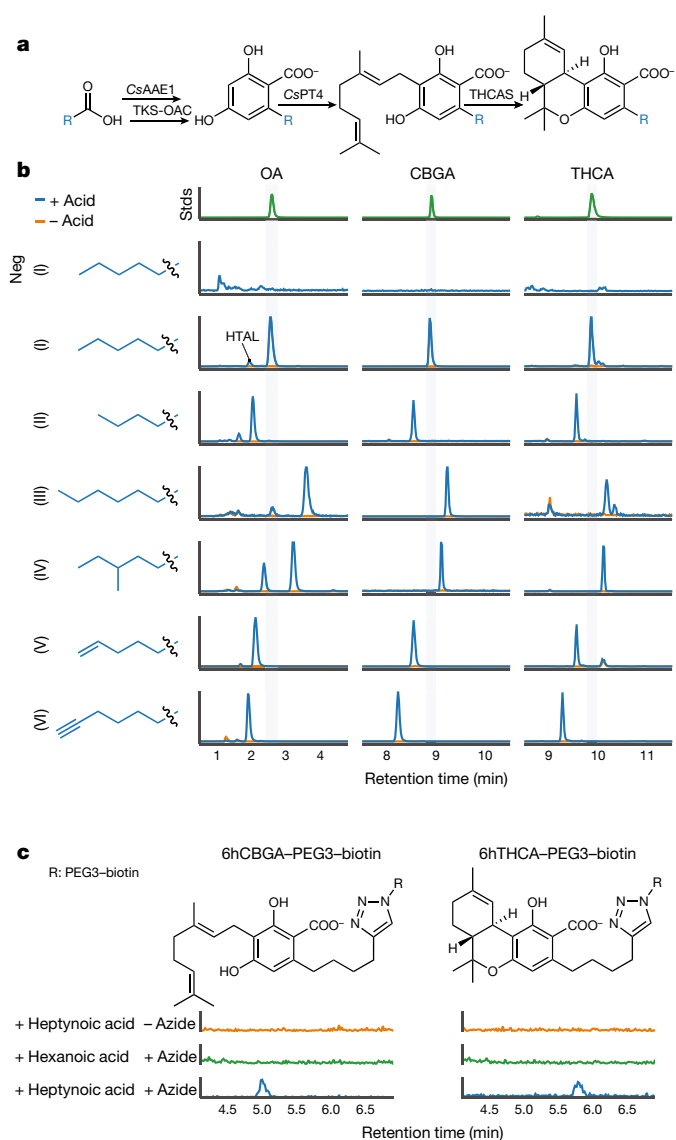 a
OH
COO⁻
R
HO
CsAAE1
TKS-OAC
O
R
OH
CsPT4
OH
COO⁻
HO
R
THCAS
OH
COO⁻
H
H
O
R
b
OA
CBGA
THCA
+ Acid
− Acid
Stds
Neg
(I)
(I)
HTAL
(II)
(III)
(IV)
(V)
(VI)
1 2 3 4
8 9 10
9 10 11
Retention time (min)
c
6hCBGA–PEG3–biotin
6hTHCA–PEG3–biotin
R: PEG3–biotin
R
N N
N
OH
COO⁻
HO
R
N N
N
OH
COO⁻
H
H
O
+ Heptynoic acid − Azide
+ Hexanoic acid + Azide
+ Heptynoic acid + Azide
4.5 5.0 5.5 6.0 6.5
4.5 5.0 5.5 6.0 6.5
Retention time (min)